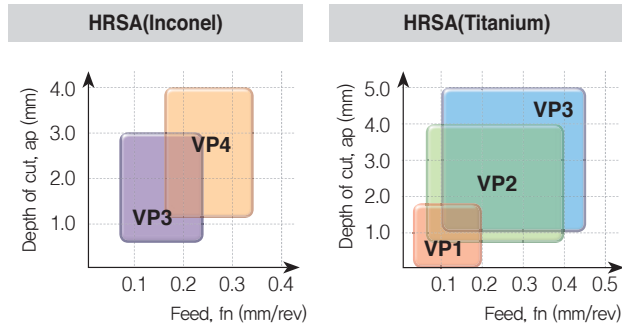 HRSA(Inconel)
Depth of cut, ap (mm)
4.0
3.0
2.0
1.0
VP4
VP3
0.1 0.2 0.3 0.4
Feed, fn (mm/rev)
HRSA(Titanium)
Depth of cut, ap (mm)
5.0
4.0
3.0
2.0
1.0
VP3
VP2
VP1
0.1 0.2 0.3 0.4 0.5
Feed, fn (mm/rev)